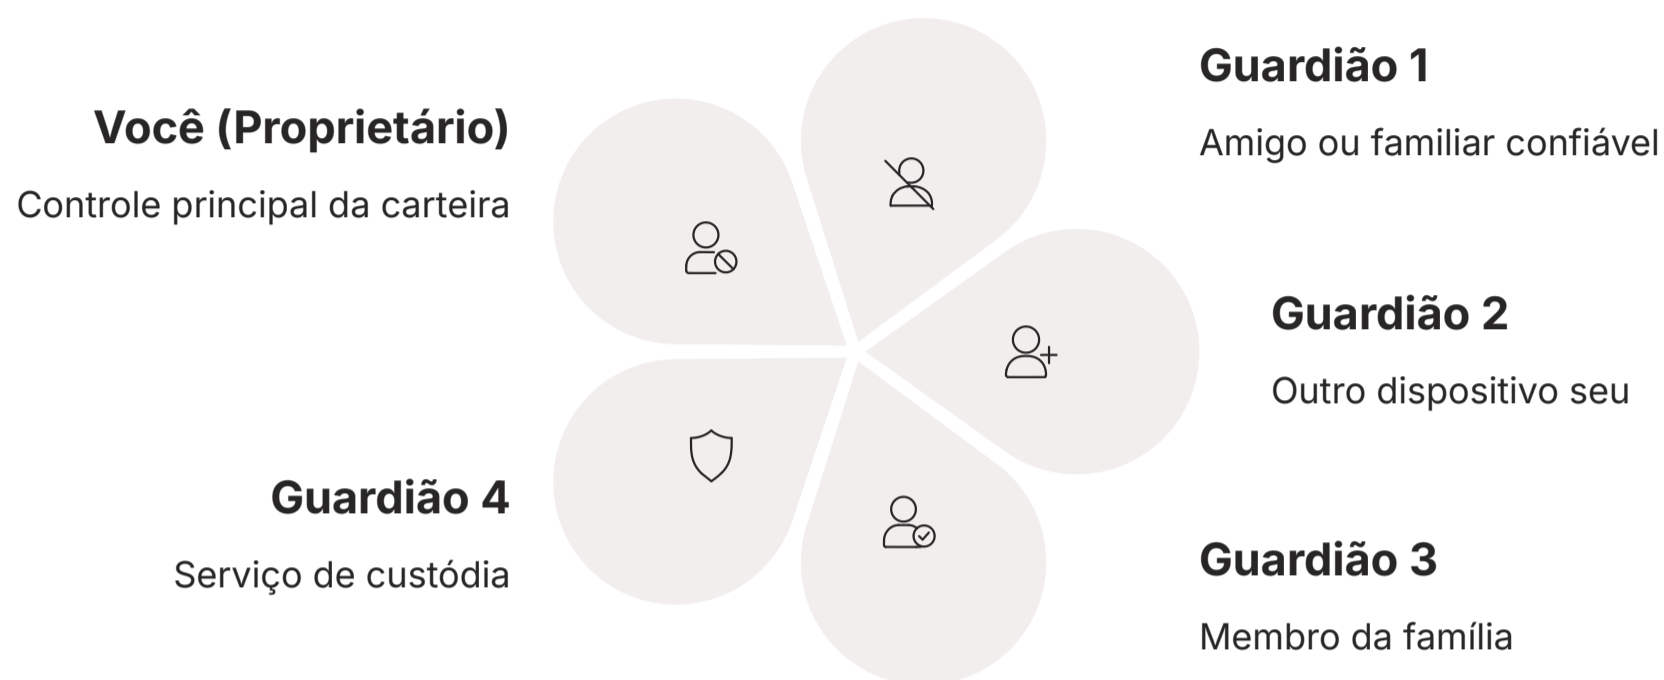 Você (Proprietário)
Controle principal da carteira
Guardião 1
Amigo ou familiar confiável
Guardião 2
Outro dispositivo seu
Guardião 3
Membro da família
Guardião 4
Serviço de custódia